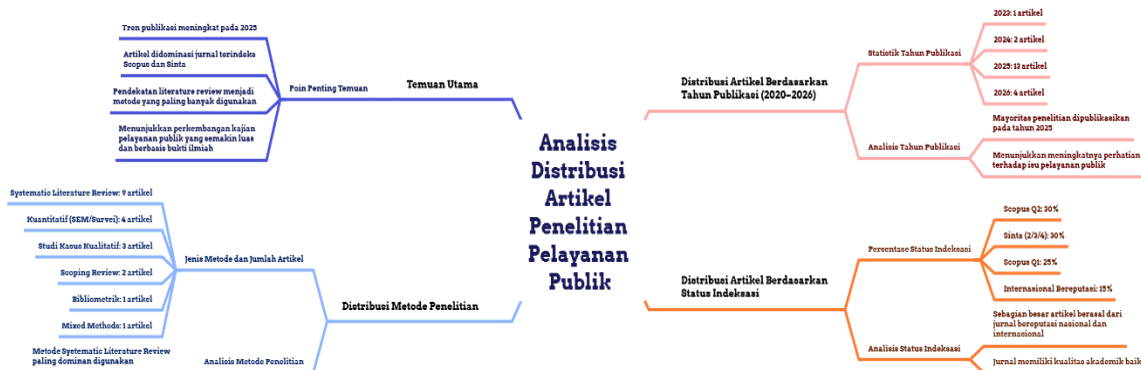 Analisis
Distribusi
Artikel
Penelitian
Pelayanan
Publik
Temuan Utama
Poin Penting Temuan
Tren publikasi meningkat pada 2025
Artikel didominasi jurnal terindeks
Scopus dan Sinta
Pendekatan literature review menjadi
metode yang paling banyak digunakan
Menunjukkan perkembangan kajian
pelayanan publik yang semakin luas
dan berbasis bukti ilmiah
Distribusi Metode Penelitian
Jenis Metode dan Jumlah Artikel
Systematic Literature Review: 9 artikel
Kuantitatif (SEM/Survei): 4 artikel
Studi Kasus Kualitatif: 3 artikel
Scoping Review: 2 artikel
Bibliometrik: 1 artikel
Mixed Methods: 1 artikel
Analisis Metode Penelitian
Metode Systematic Literature Review
paling dominan digunakan
Distribusi Artikel Berdasarkan
Tahun Publikasi (2020–2026)
Statistik Tahun Publikasi
2023: 1 artikel
2024: 2 artikel
2025: 13 artikel
2026: 4 artikel
Analisis Tahun Publikasi
Mayoritas penelitian dipublikasikan
pada tahun 2025
Menunjukkan meningkatnya perhatian
terhadap isu pelayanan publik
Distribusi Artikel Berdasarkan
Status Indeksasi
Persentase Status Indeksasi
Scopus Q2: 30%
Sinta (2/3/4): 30%
Scopus Q1: 25%
Internasional Bereputasi: 15%
Analisis Status Indeksasi
Sebagian besar artikel berasal dari
jurnal bereputasi nasional dan
internasional
Jurnal memiliki kualitas akademik baik